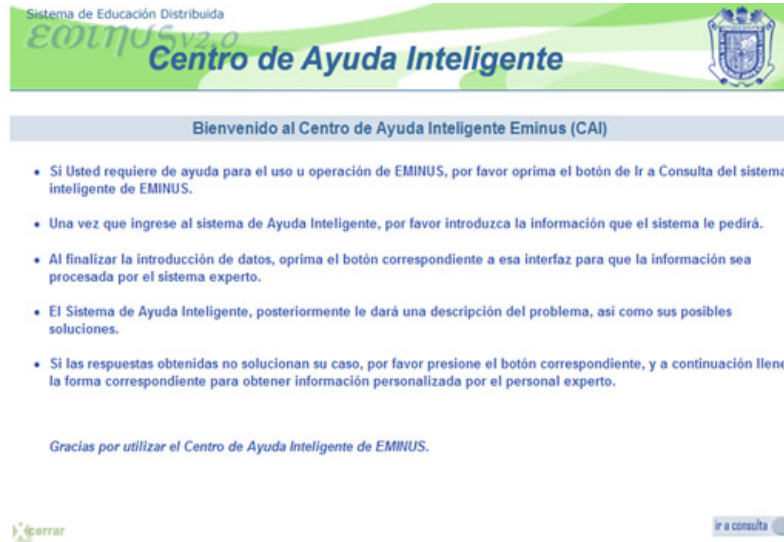 Sistema de Educación Distribuida
eminus v2.0
Centro de Ayuda Inteligente
Bienvenido al Centro de Ayuda Inteligente Eminus (CAI)
• Si Usted requiere de ayuda para el uso u operación de EMINUS, por favor oprima el botón de Ir a Consulta del sistema
inteligente de EMINUS.
• Una vez que ingrese al sistema de Ayuda Inteligente, por favor introduzca la información que el sistema le pedirá.
• Al finalizar la introducción de datos, oprima el botón correspondiente a esa interfaz para que la información sea
procesada por el sistema experto.
• El Sistema de Ayuda Inteligente, posteriormente le dará una descripción del problema, así como sus posibles
soluciones.
• Si las respuestas obtenidas no solucionan su caso, por favor presione el botón correspondiente, y a continuación llene
la forma correspondiente para obtener información personalizada por el personal experto.
Gracias por utilizar el Centro de Ayuda Inteligente de EMINUS.
X cerrar
ir a consulta